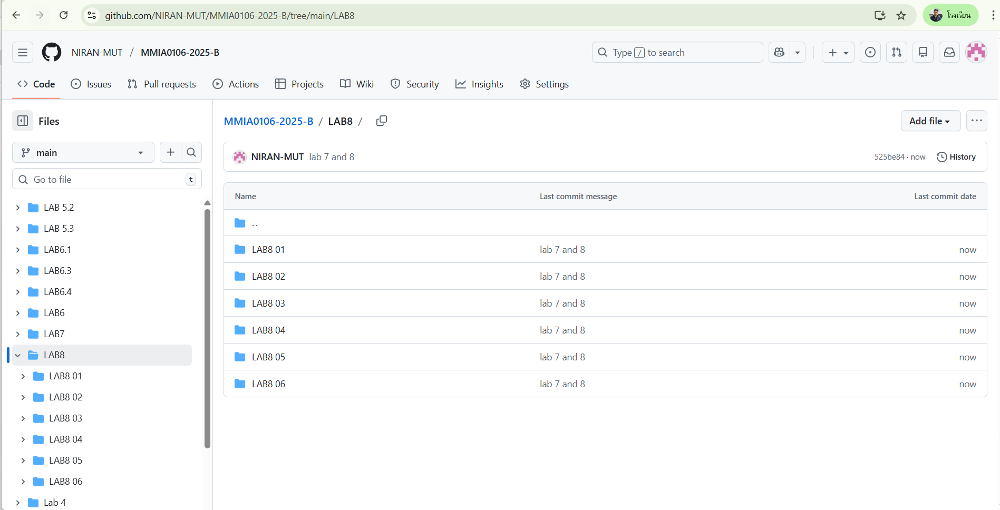 github.com/NIRAN-MUT/MMIA0106-2025-B/tree/main/LAB8
โรงเรียน
NIRAN-MUT / MMIA0106-2025-B
Type / to search
Code Issues Pull requests Actions Projects Wiki Security Insights Settings
Files
main
Go to file t
LAB 5.2
LAB 5.3
LAB6.1
LAB6.3
LAB6.4
LAB6
LAB7
LAB8
LAB8 01
LAB8 02
LAB8 03
LAB8 04
LAB8 05
LAB8 06
Lab 4
MMIA0106-2025-B / LAB8 /
Add file
NIRAN-MUT lab 7 and 8 525be84 · now History
Name Last commit message Last commit date
..
LAB8 01 lab 7 and 8 now
LAB8 02 lab 7 and 8 now
LAB8 03 lab 7 and 8 now
LAB8 04 lab 7 and 8 now
LAB8 05 lab 7 and 8 now
LAB8 06 lab 7 and 8 now